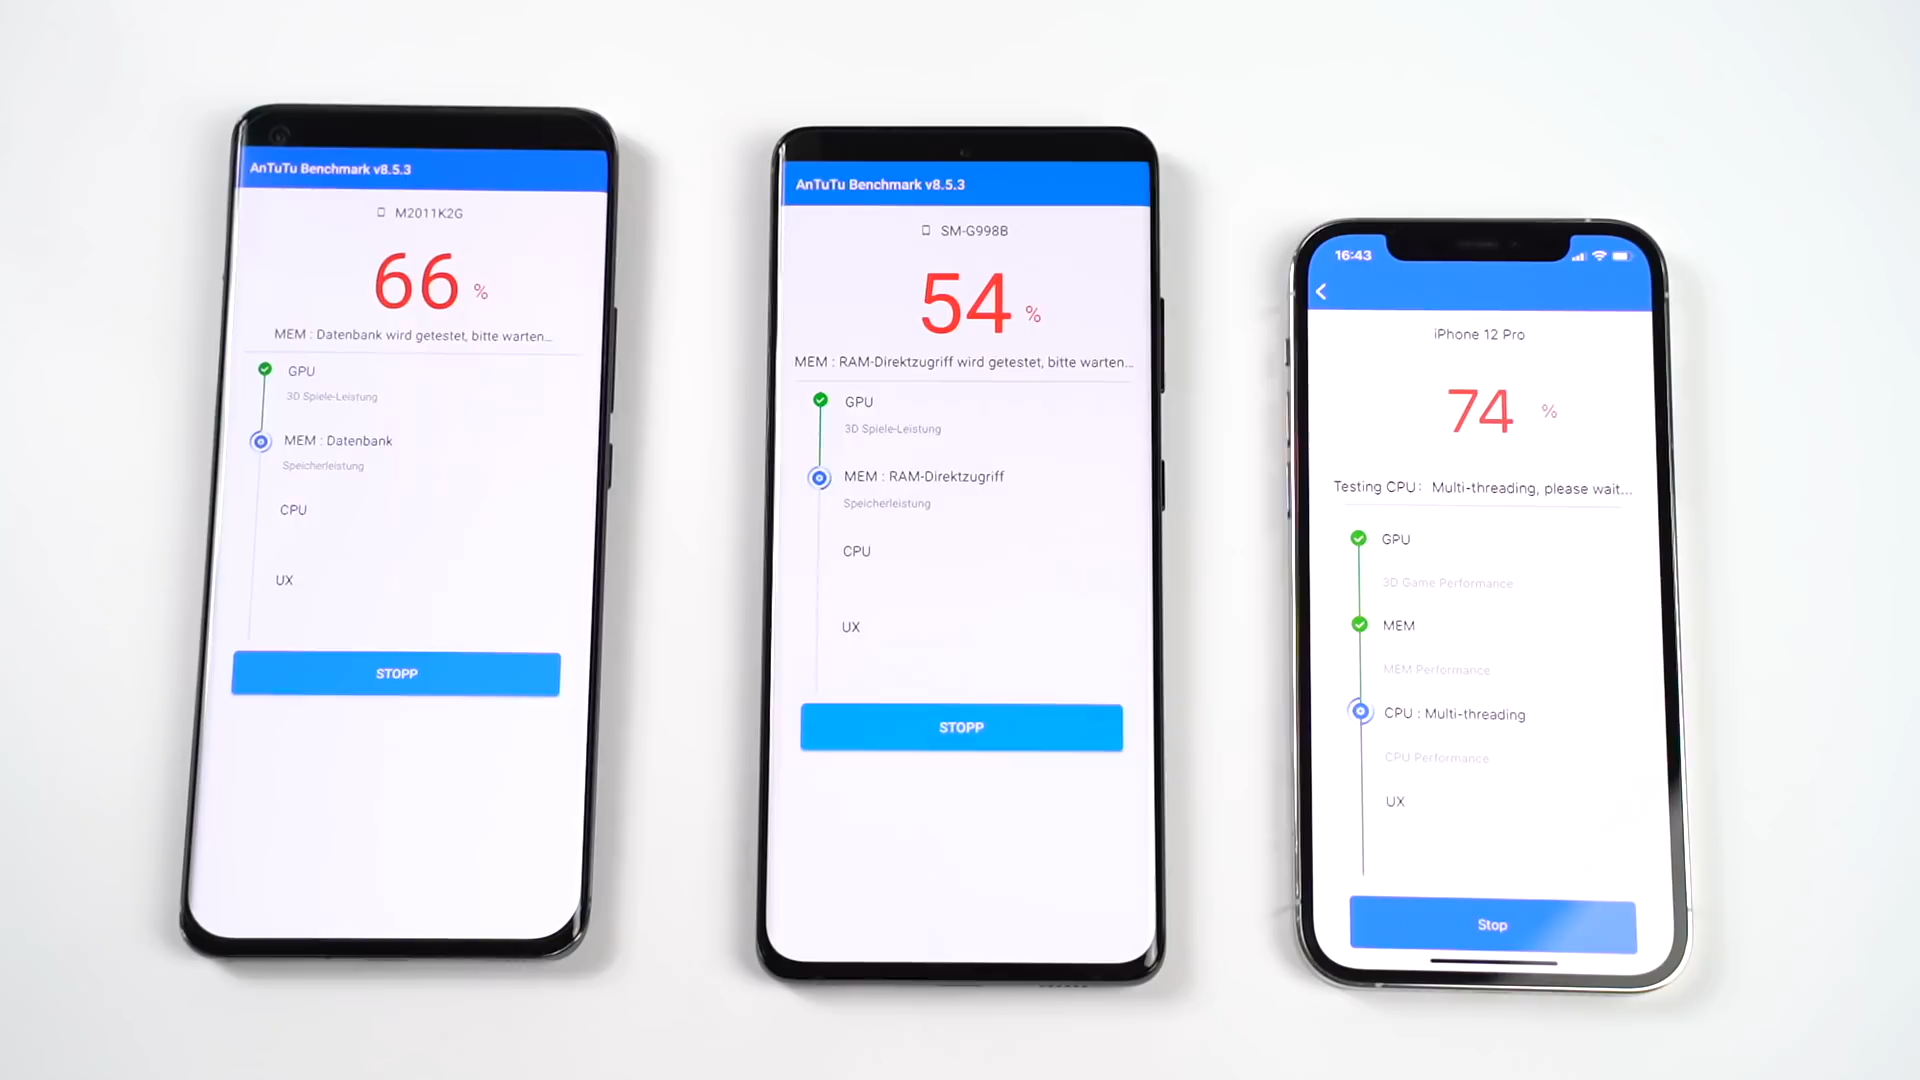 AnTuTu Benchmark v8.5.3
M2011K2G
66 %
MEM : Datenbank wird getestet, bitte warten...
GPU
3D Spiele-Leistung
MEM : Datenbank
Speicherleistung
CPU
UX
STOPP
AnTuTu Benchmark v8.5.3
SM-G998B
54 %
MEM : RAM-Direktzugriff wird getestet, bitte warten...
GPU
3D Spiele-Leistung
MEM : RAM-Direktzugriff
Speicherleistung
CPU
UX
STOPP
16:43
iPhone 12 Pro
74 %
Testing CPU: Multi-threading, please wait...
GPU
3D Game Performance
MEM
MEM Performance
CPU : Multi-threading
CPU Performance
UX
Stop